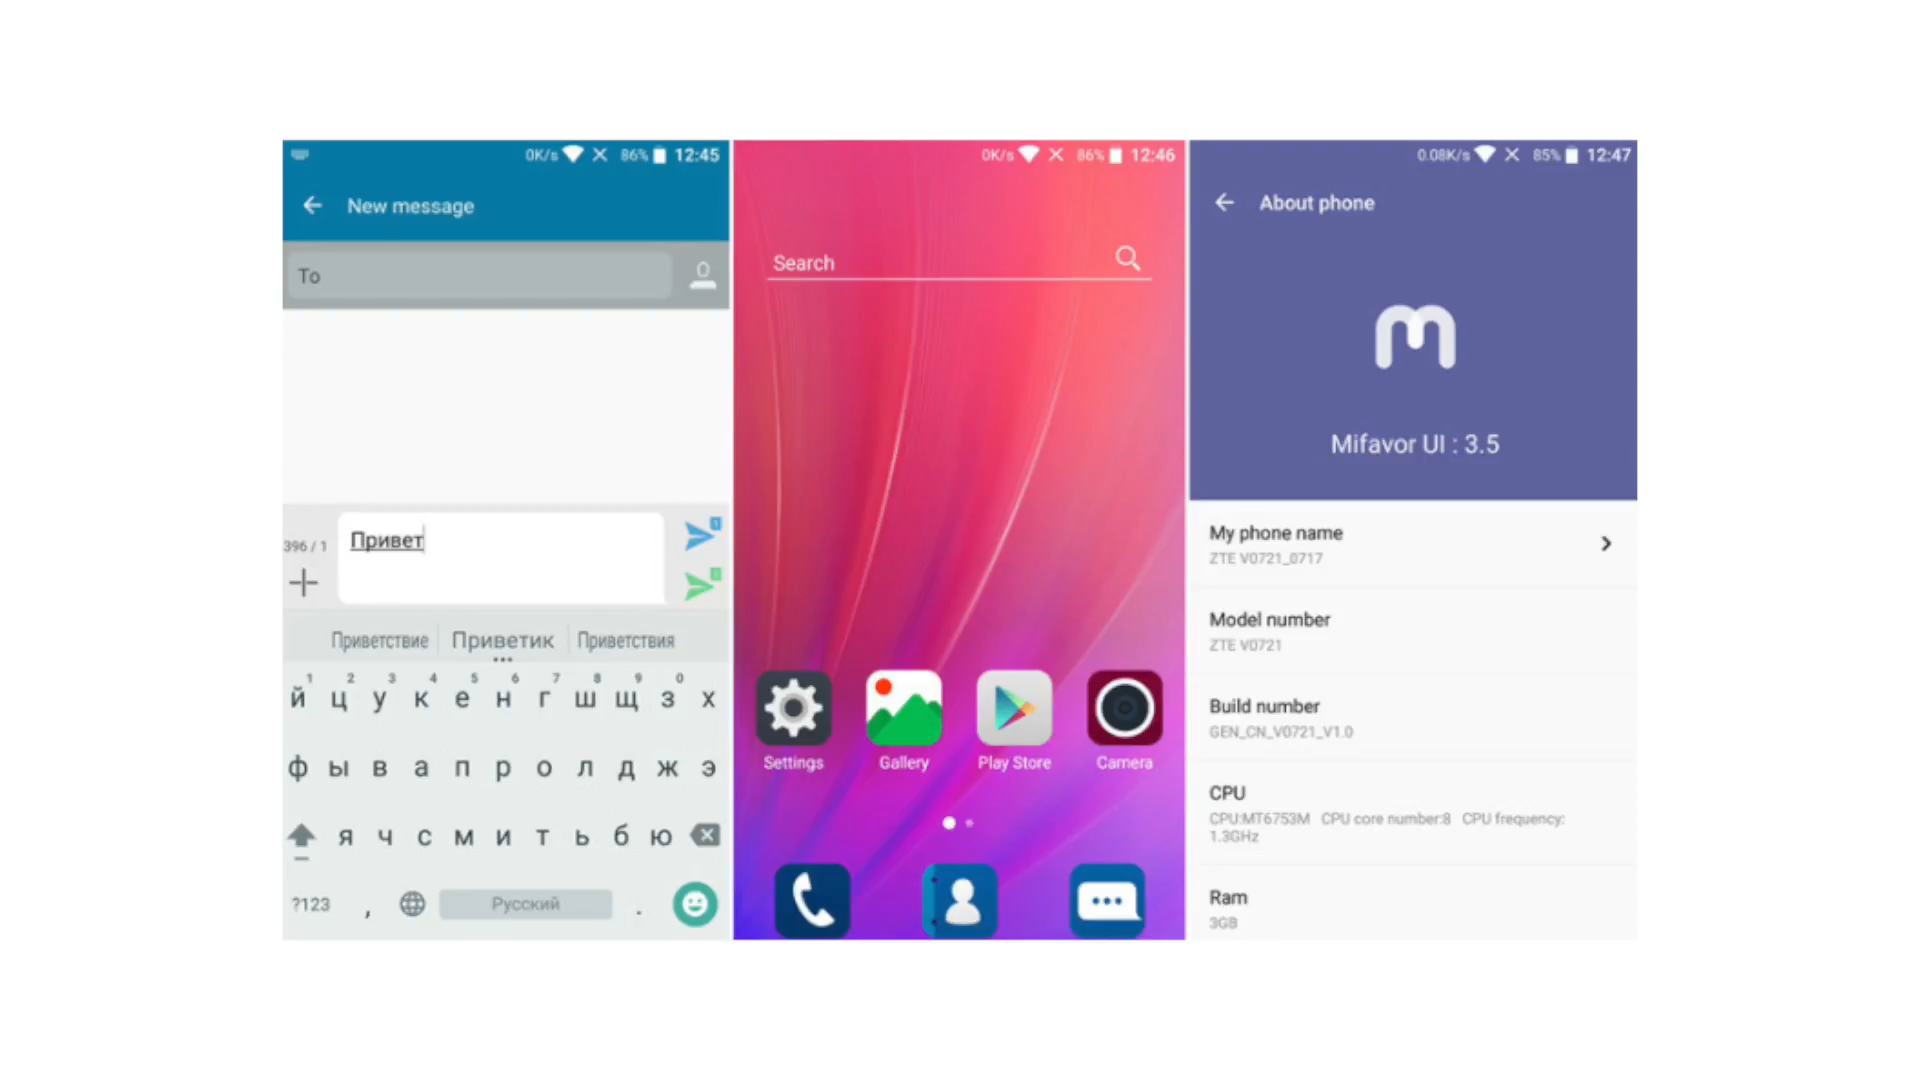 0K/s 86% 12:45
New message
To
396 / 1
Привет
Приветствие Приветик Приветствия
1 2 3 4 5 6 7 8 9 0
й ц у к е н г ш щ з х
ф ы в а п р о л д ж э
я ч с м и т ь б ю
?123 , Русский .
0K/s 86% 12:46
Search
Settings Gallery Play Store Camera
0.08K/s 85% 12:47
About phone
Mifavor UI : 3.5
My phone name
ZTE V0721_0717
Model number
ZTE V0721
Build number
GEN_CN_V0721_V1.0
CPU
CPU:MT6753M CPU core number:8 CPU frequency:
1.3GHz
Ram
3GB